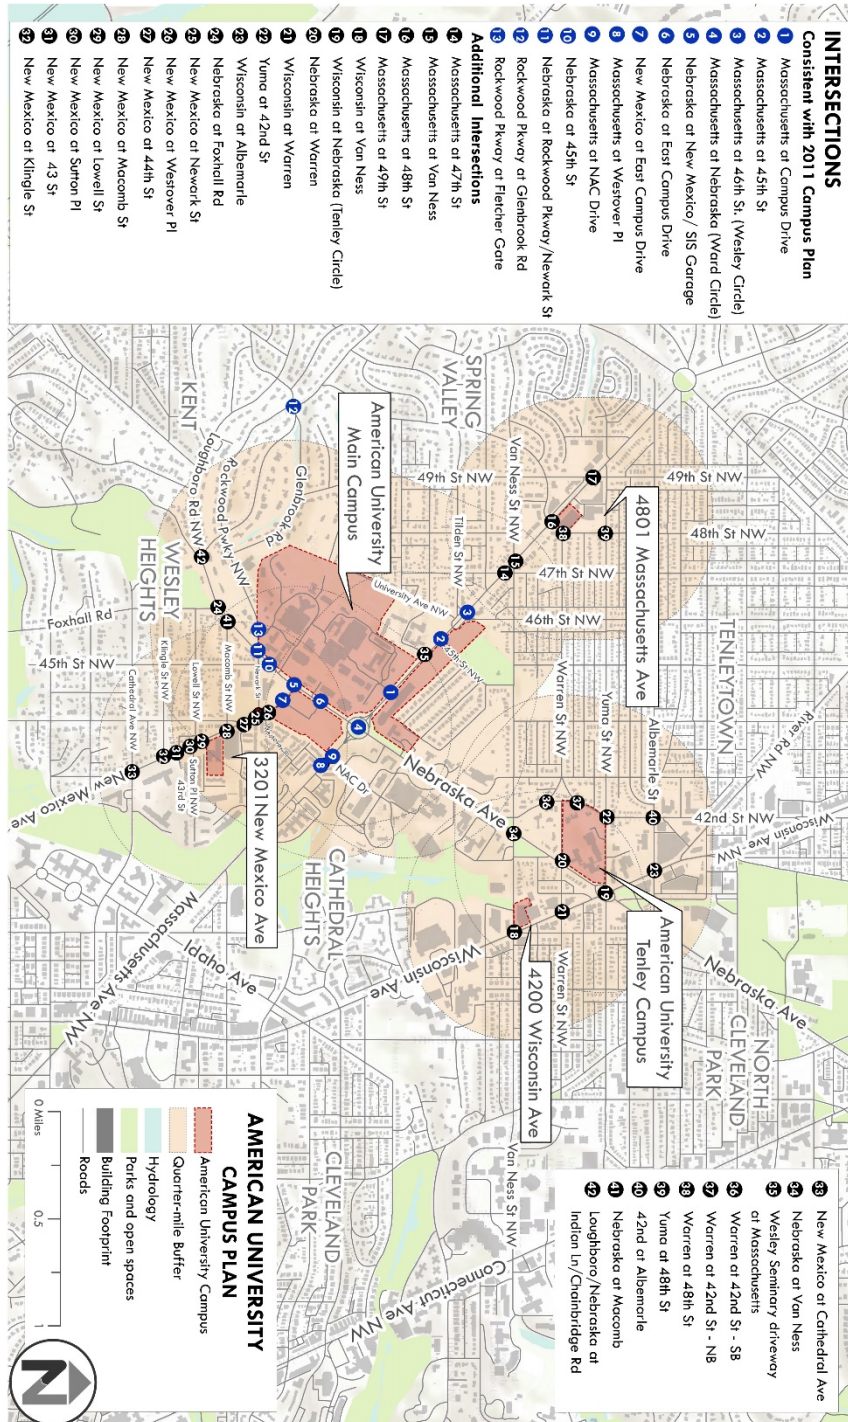 INTERSECTIONS
Consistent with 2011 Campus Plan
1 Massachusetts at Campus Drive
2 Massachusetts at 45th St
3 Massachusetts at 46th St. (Wesley Circle)
4 Massachusetts at Nebraska (Ward Circle)
5 Nebraska at New Mexico/ SIS Garage
6 Nebraska at East Campus Drive
7 New Mexico at East Campus Drive
8 Massachusetts at Westover Pl
9 Massachusetts at NAC Drive
10 Nebraska at 45th St
11 Nebraska at Rockwood Pkway/Newark St
12 Rockwood Pkway at Glenbrook Rd
13 Rockwood Pkway at Fletcher Gate
Additional Intersections
14 Massachusetts at 47th St
15 Massachusetts at Van Ness
16 Massachusetts at 48th St
17 Massachusetts at 49th St
18 Wisconsin at Van Ness
19 Wisconsin at Nebraska (Tenley Circle)
20 Nebraska at Warren
21 Wisconsin at Warren
22 Yuma at 42nd St
23 Wisconsin at Albemarle
24 Nebraska at Foxhall Rd
25 New Mexico at Newark St
26 New Mexico at Westover Pl
27 New Mexico at 44th St
28 New Mexico at Macomb St
29 New Mexico at Lowell St
30 New Mexico at Sutton Pl
31 New Mexico at 43 St
32 New Mexico at Klingle St
33 New Mexico at Cathedral Ave
34 Nebraska at Van Ness
35 Wesley Seminary driveway
at Massachusetts
36 Warren at 42nd St - SB
37 Warren at 42nd St - NB
38 Warren at 48th St
39 Yuma at 48th St
40 42nd at Albemarle
41 Nebraska at Macomb
42 Loughboro/Nebraska at
Indian Ln/Chainbridge Rd
SPRING
VALLEY
KENT
WESLEY
HEIGHTS
TENLEYTOWN
CATHEDRAL
HEIGHTS
NORTH
CLEVELAND
PARK
CLEVELAND
PARK
American University
Main Campus
4801 Massachusetts Ave
3201 New Mexico Ave
American University
Tenley Campus
4200 Wisconsin Ave
49th St NW
49th St NW
48th St NW
47th St NW
46th St NW
45th St NW
45th St NW
42nd St NW
43rd St
Van Ness St NW
Van Ness St NW
Tilden St NW
University Ave NW
Glenbrook Rd
Rockwood Pkwy NW
Loughboro Rd NW
Foxhall Rd
Cathedral Ave NW
Klingle St NW
Lowell St NW
Macomb St NW
Newark St
Sutton Pl NW
New Mexico Ave
NAC Dr
Nebraska Ave
Nebraska Ave
Warren St NW
Warren St NW
Yuma St NW
Albemarle St
River Rd NW
Wisconsin Ave NW
Wisconsin Ave
Massachusetts Ave NW
Idaho Ave
Connecticut Ave NW
AMERICAN UNIVERSITY
CAMPUS PLAN
American University Campus
Quarter-mile Buffer
Hydrology
Parks and open spaces
Building Footprint
Roads
0 Miles
0.5
1
N